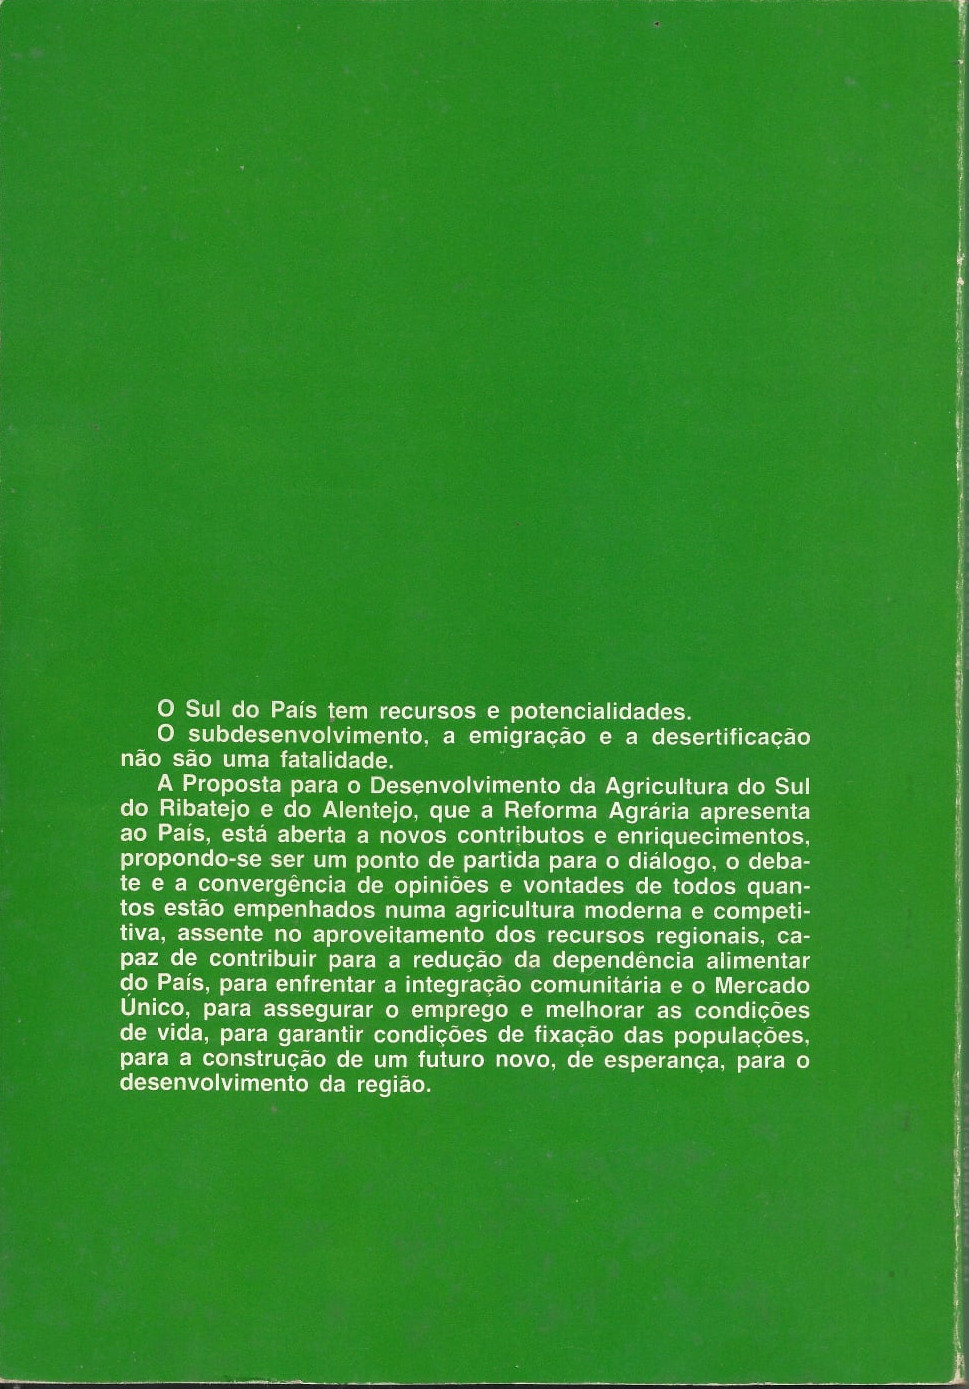 O Sul do País tem recursos e potencialidades.
O subdesenvolvimento, a emigração e a desertificação
não são uma fatalidade.
A Proposta para o Desenvolvimento da Agricultura do Sul
do Ribatejo e do Alentejo, que a Reforma Agrária apresenta
ao País, está aberta a novos contributos e enriquecimentos,
propondo-se ser um ponto de partida para o diálogo, o deba-
te e a convergência de opiniões e vontades de todos quan-
tos estão empenhados numa agricultura moderna e competi-
tiva, assente no aproveitamento dos recursos regionais, ca-
paz de contribuir para a redução da dependência alimentar
do País, para enfrentar a integração comunitária e o Mercado
Único, para assegurar o emprego e melhorar as condições
de vida, para garantir condições de fixação das populações,
para a construção de um futuro novo, de esperança, para o
desenvolvimento da região.